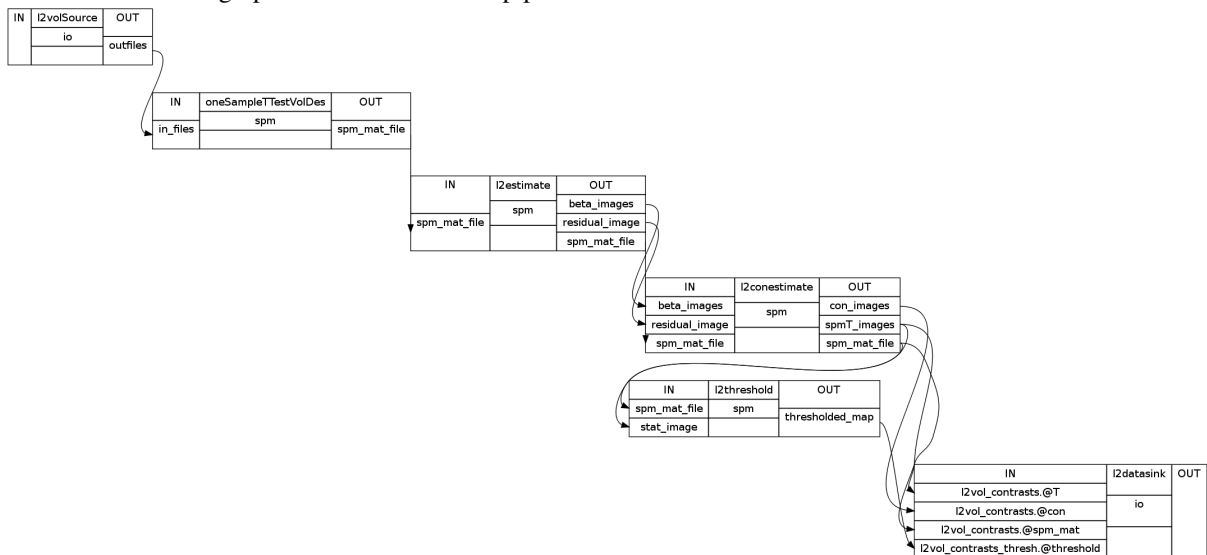 IN l2volSource OUT
io
outfiles
IN oneSampleTTestVolDes OUT
spm
in_files spm_mat_file
IN l2estimate OUT
beta_images
spm
spm_mat_file residual_image
spm_mat_file
IN l2conestimate OUT
beta_images con_images
spm
residual_image spmT_images
spm_mat_file spm_mat_file
IN l2threshold OUT
spm_mat_file spm
thresholded_map
stat_image
IN l2datasink OUT
l2vol_contrasts.@T
io
l2vol_contrasts.@con
l2vol_contrasts.@spm_mat
l2vol_contrasts_thresh.@threshold